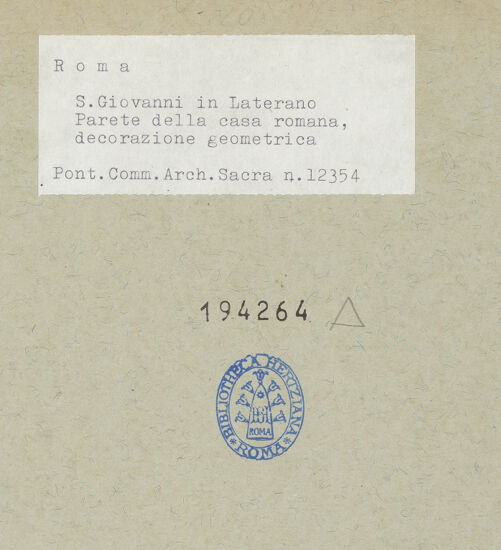 Roma
S.Giovanni in Laterano
Parete della casa romana,
decorazione geometrica
Pont.Comm.Arch.Sacra n.12354
194264
BIBLIOTHECA HERTZIANA
ROMA
ROMA